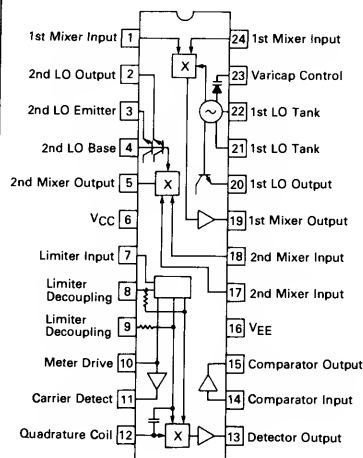 1st Mixer Input 1
2nd LO Output 2
2nd LO Emitter 3
2nd LO Base 4
2nd Mixer Output 5
VCC 6
Limiter Input 7
Limiter
Decoupling 8
Limiter
Decoupling 9
Meter Drive 10
Carrier Detect 11
Quadrature Coil 12
X
X
X
24 1st Mixer Input
23 Varicap Control
22 1st LO Tank
21 1st LO Tank
20 1st LO Output
19 1st Mixer Output
18 2nd Mixer Input
17 2nd Mixer Input
16 VEE
15 Comparator Output
14 Comparator Input
13 Detector Output